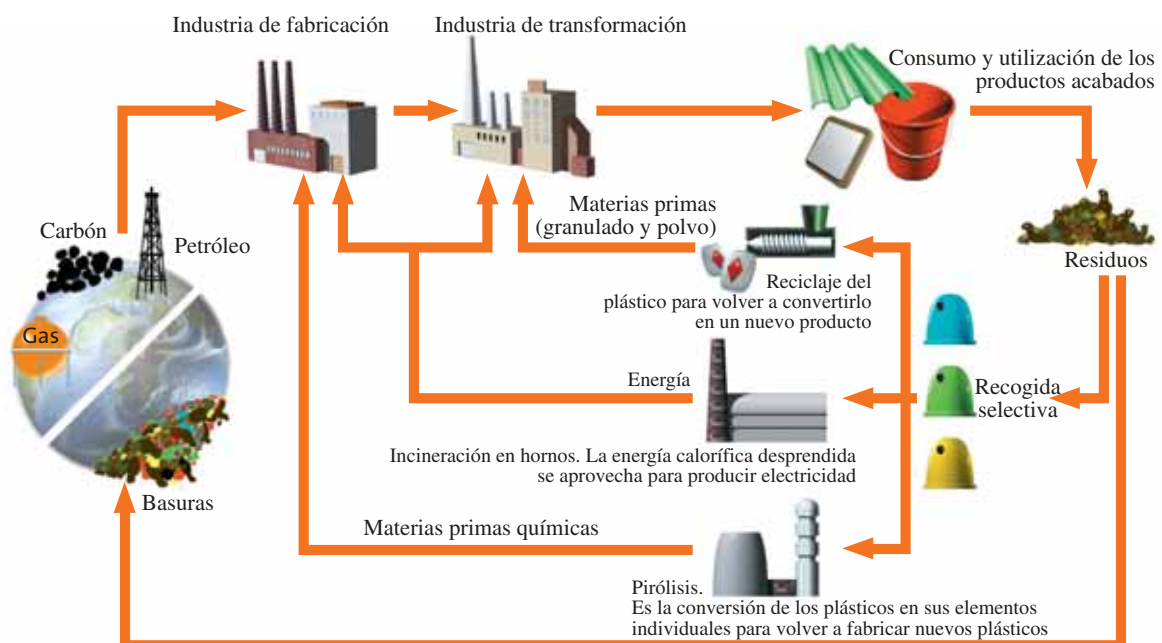 Industria de fabricación
Industria de transformación
Consumo y utilización de los
productos acabados
Carbón
Petróleo
Gas
Basuras
Materias primas
(granulado y polvo)
Reciclaje del
plástico para volver a convertirlo
en un nuevo producto
Residuos
Energía
Recogida
selectiva
Incineración en hornos. La energía calorífica desprendida
se aprovecha para producir electricidad
Materias primas químicas
Pirólisis.
Es la conversión de los plásticos en sus elementos
individuales para volver a fabricar nuevos plásticos